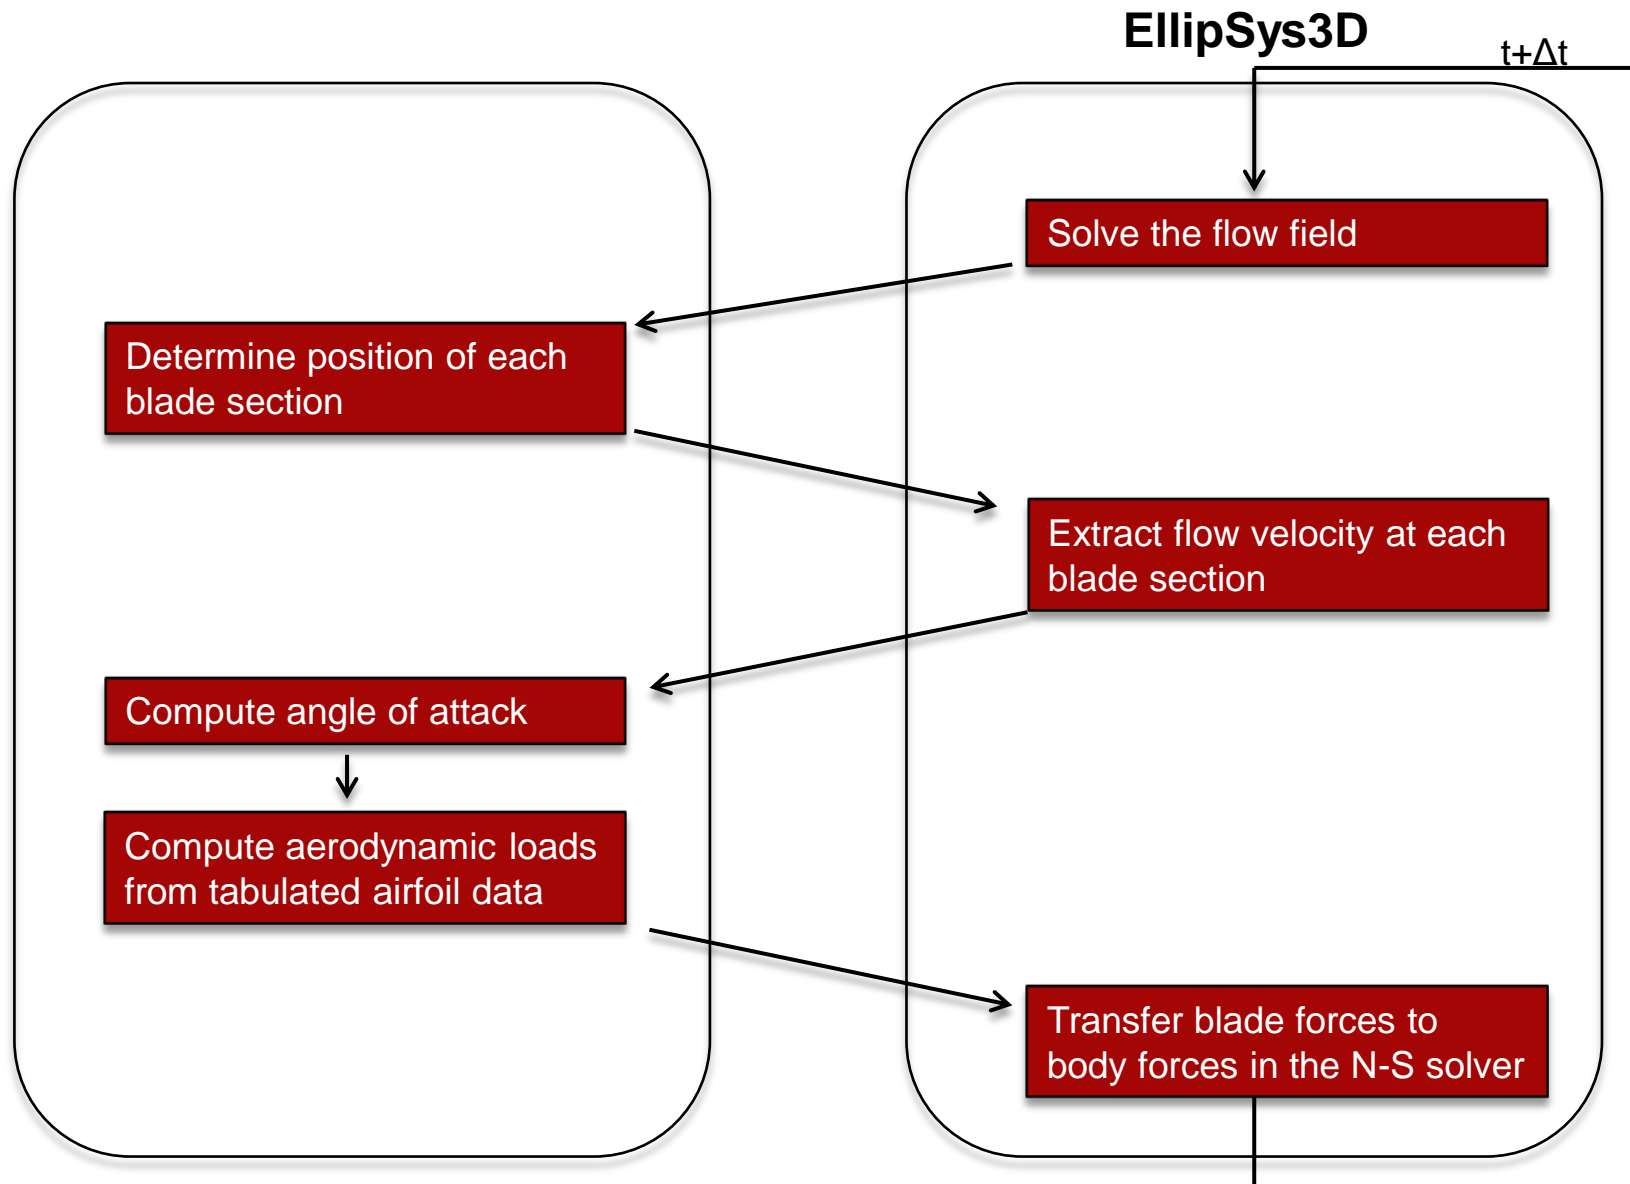 EllipSys3D
t+Δt
Solve the flow field
Determine position of each
blade section
Extract flow velocity at each
blade section
Compute angle of attack
Compute aerodynamic loads
from tabulated airfoil data
Transfer blade forces to
body forces in the N-S solver